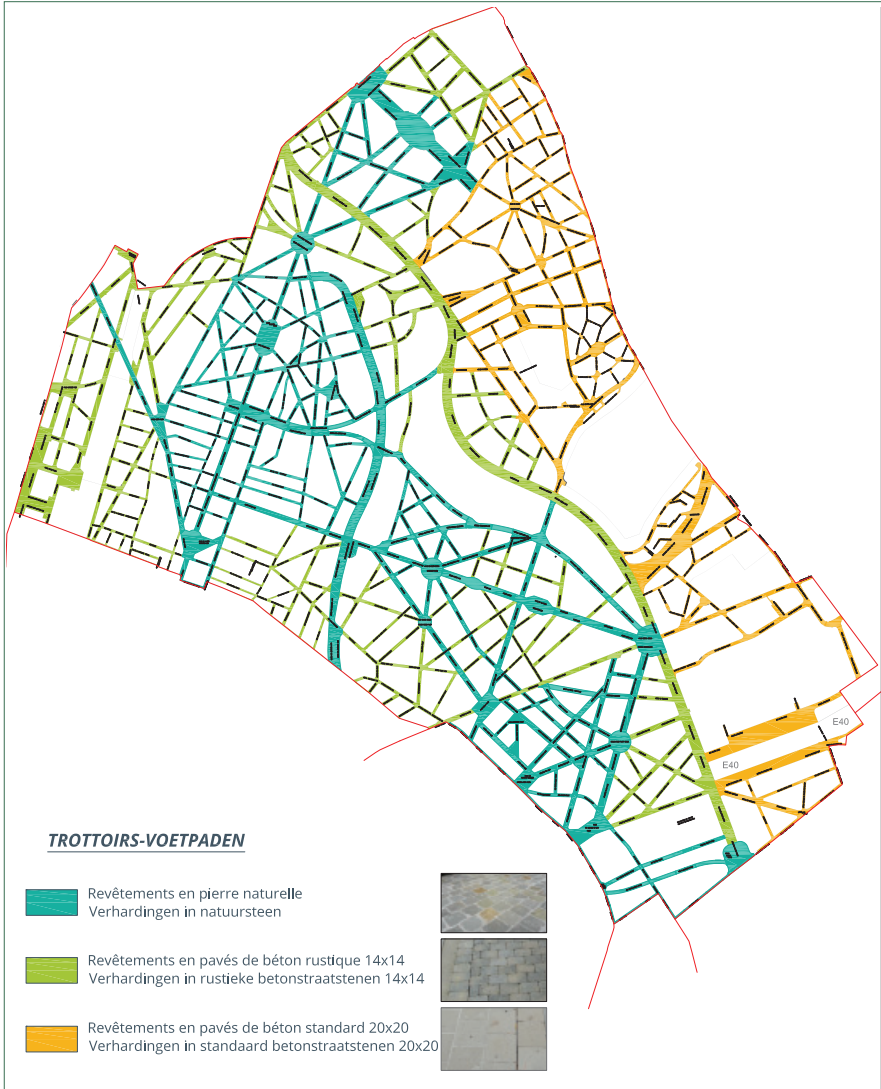 E40
E40
TROTTOIRS-VOETPADEN
Revêtements en pierre naturelle
Verhardingen in natuursteen
Revêtements en pavés de béton rustique 14x14
Verhardingen in rustieke betonstraatstenen 14x14
Revêtements en pavés de béton standard 20x20
Verhardingen in standaard betonstraatstenen 20x20